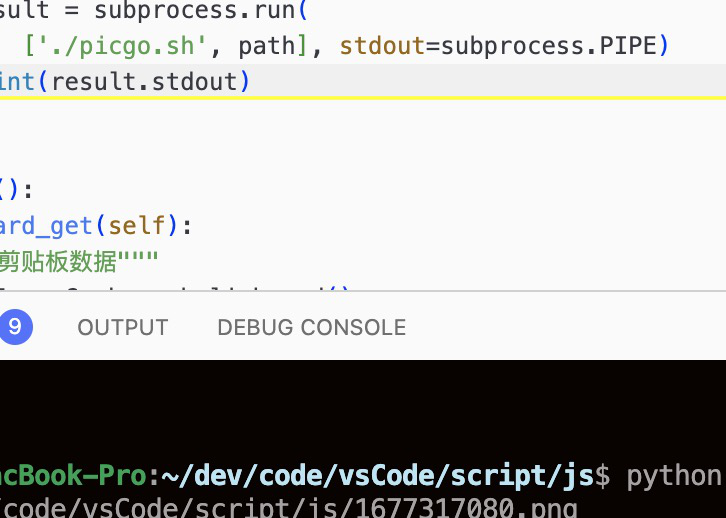 sult = subprocess.run(
['./picgo.sh', path], stdout=subprocess.PIPE)
int(result.stdout)
():
ard_get(self):
剪贴板数据"""
9 OUTPUT DEBUG CONSOLE
acBook-Pro:~/dev/code/vsCode/script/js$ python
/code/vsCode/script/js/1677317080.png